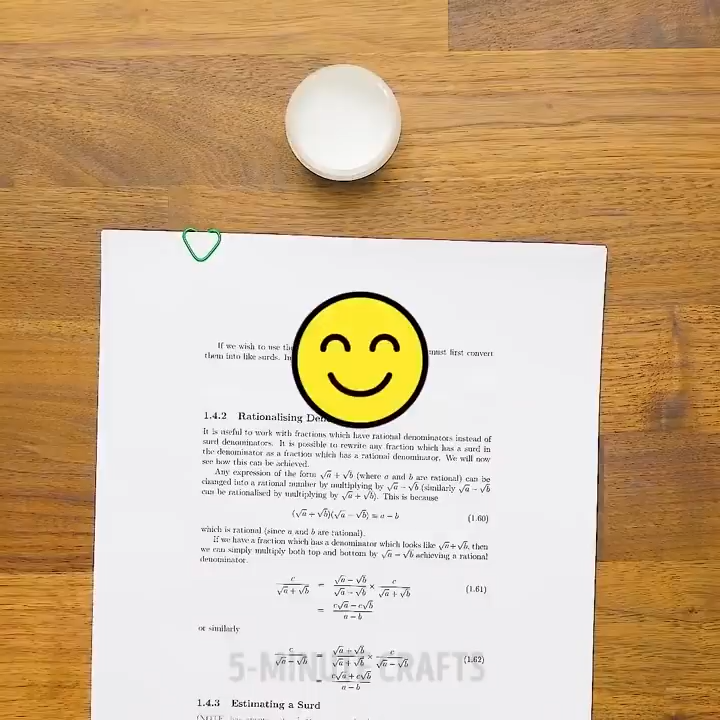 If we wish to use the must first convert
them into like surds. In
1.4.2 Rationalising Den
It is useful to work with fractions which have rational denominators instead of
surd denominators. It is possible to rewrite any fraction which has a surd in
the denominator as a fraction which has a rational denominator. We will now
see how this can be achieved.
Any expression of the form √a + √b (where a and b are rational) can be
changed into a rational number by multiplying by √a − √b (similarly √a − √b
can be rationalised by multiplying by √a + √b). This is because
(√a + √b)(√a − √b) = a − b (1.60)
which is rational (since a and b are rational).
If we have a fraction which has a denominator which looks like √a+√b, then
we can simply multiply both top and bottom by √a − √b achieving a rational
denominator.
c/(√a + √b) = (√a − √b)/(√a − √b) × c/(√a + √b) (1.61)
= (c√a − c√b)/(a − b)
or similarly
c/(√a − √b) = (√a + √b)/(√a + √b) × c/(√a − √b) (1.62)
5-MINUTE CRAFTS
= (c√a + c√b)/(a − b)
1.4.3 Estimating a Surd